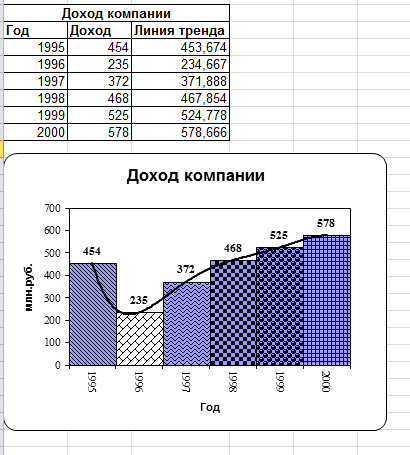 Доход компании
Год Доход Линия тренда
1995 454 453,674
1996 235 234,667
1997 372 371,888
1998 468 467,854
1999 525 524,778
2000 578 578,666
Доход компании
млн.руб.
700
600
500
400
300
200
100
0
454
235
372
468
525
578
1995
1996
1997
1998
1999
2000
Год